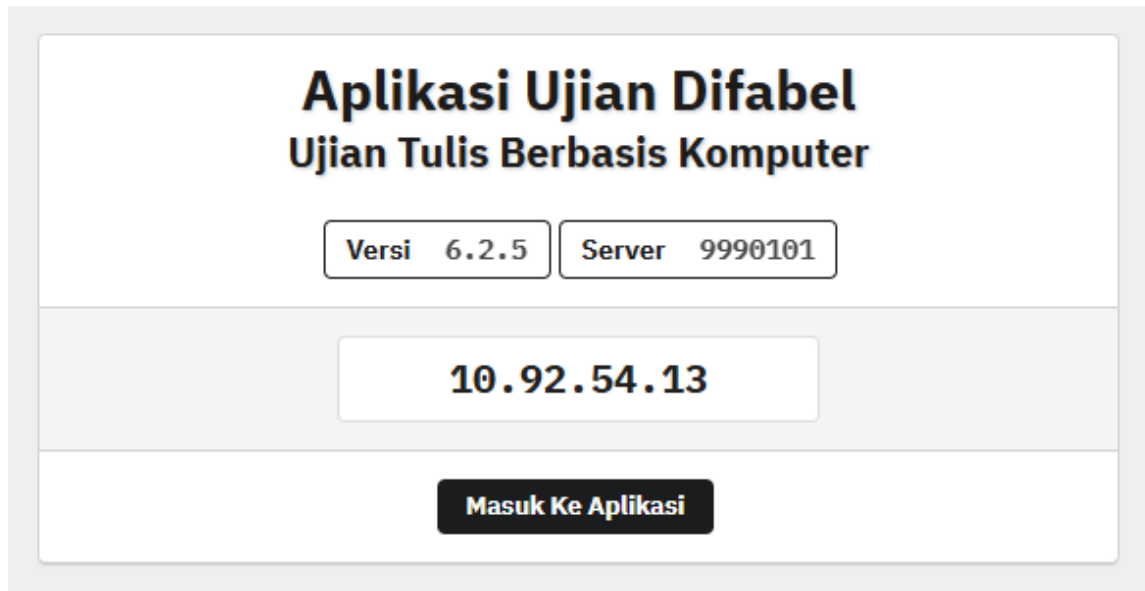 Aplikasi Ujian Difabel
Ujian Tulis Berbasis Komputer
Versi 6.2.5 Server 9990101
10.92.54.13
Masuk Ke Aplikasi